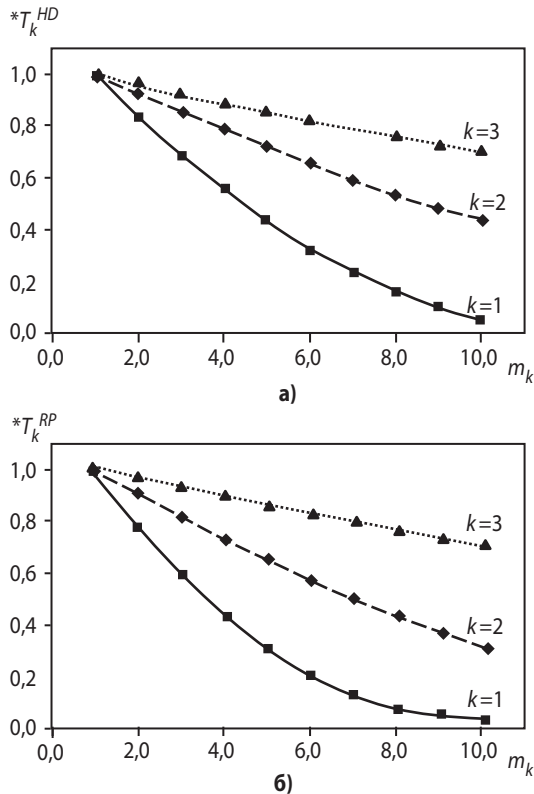 *T_k^HD
1,0
0,8
0,6
0,4
0,2
0,0
k=3
k=2
k=1
0,0 2,0 4,0 6,0 8,0 10,0
m_k
а)
*T_k^RP
1,0
0,8
0,6
0,4
0,2
0,0
k=3
k=2
k=1
0,0 2,0 4,0 6,0 8,0 10,0
m_k
б)